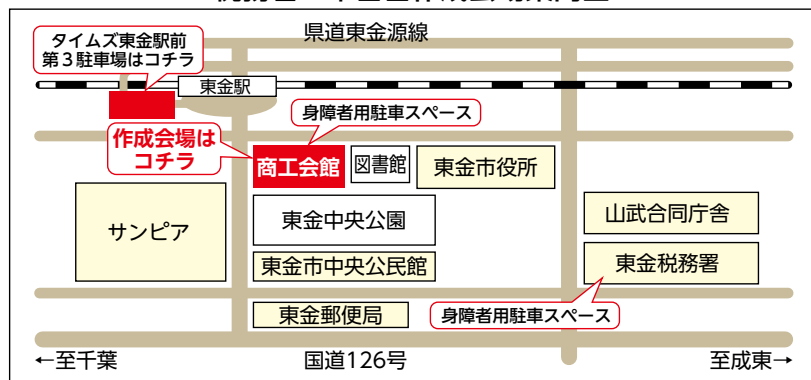 県道東金源線
タイムズ東金駅前
第３駐車場はコチラ
東金駅
身障者用駐車スペース
作成会場は
コチラ
商工会館
図書館
東金市役所
サンピア
東金中央公園
山武合同庁舎
東金市中央公民館
東金税務署
東金郵便局
身障者用駐車スペース
←至千葉
国道126号
至成東→